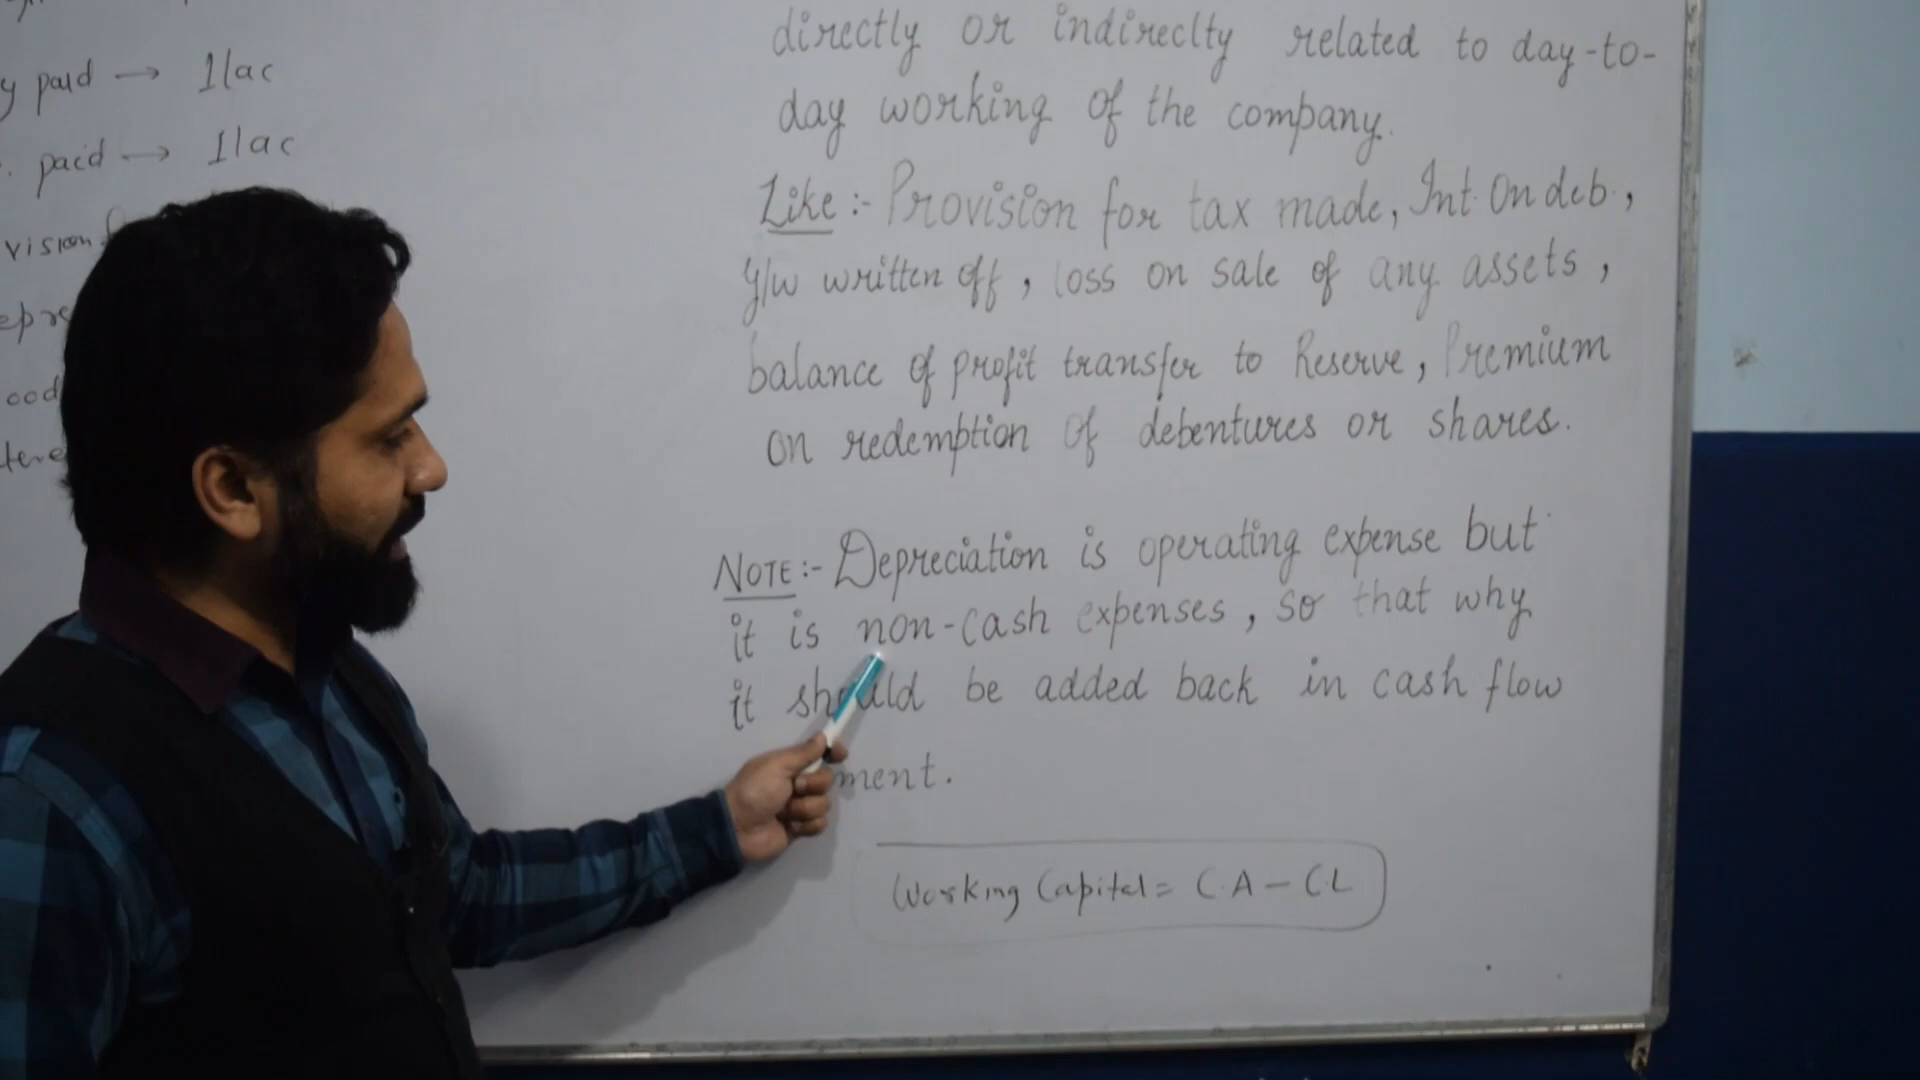 paid → 1lac
paid → 1lac
vision
directly or indireclty related to day-to-
day working of the company.
Like :- Provision for tax made, Int. On deb.,
g/w written off, loss on sale of any assets,
balance of profit transfer to Reserve, Premium
on redemption of debentures or shares.
NOTE :- Depreciation is operating expense but
it is non-cash expenses, so that why
it should be added back in cash flow
ment.
Working Capital = C.A - C.L